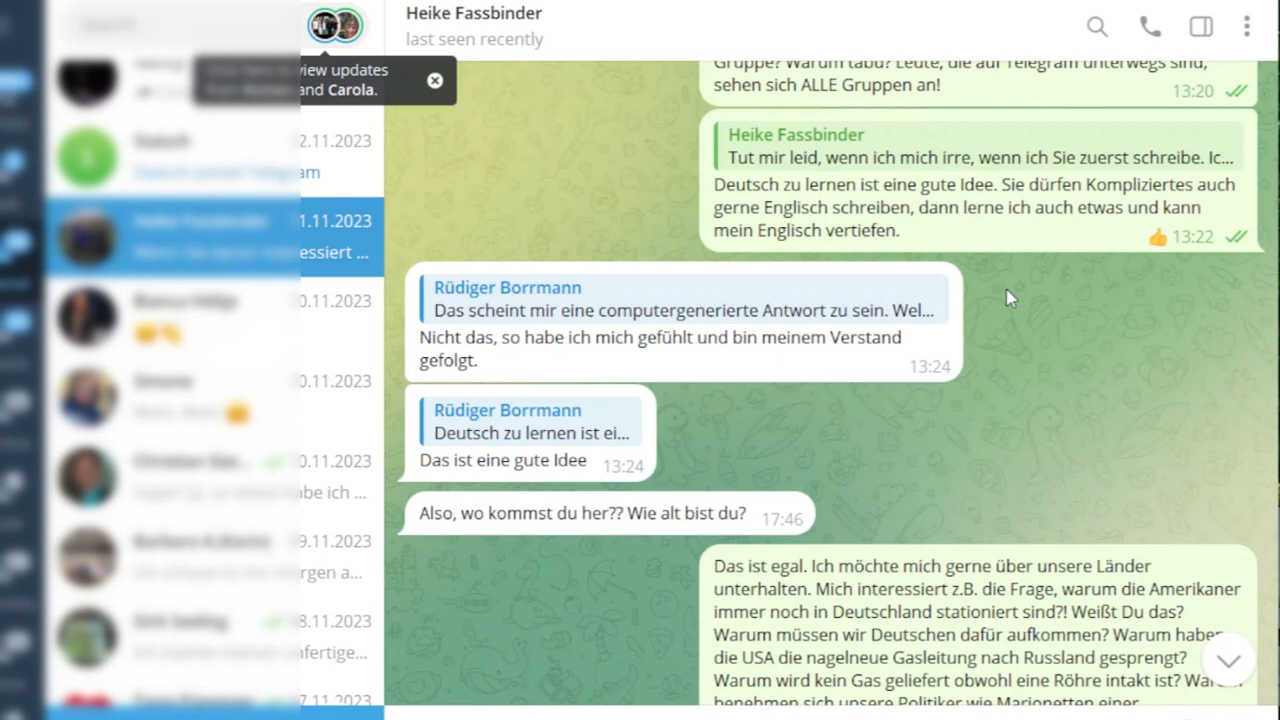 Heike Fassbinder
last seen recently
view updates
and Carola.
2.11.2023
1.11.2023
essiert ...
0.11.2023
0.11.2023
0.11.2023
be ich ...
9.11.2023
rgen a...
8.11.2023
nfertige...
7.11.2023
Gruppe? Warum tabu? Leute, die auf Telegram unterwegs sind,
sehen sich ALLE Gruppen an!
13:20
Heike Fassbinder
Tut mir leid, wenn ich mich irre, wenn ich Sie zuerst schreibe. Ic...
Deutsch zu lernen ist eine gute Idee. Sie dürfen Kompliziertes auch
gerne Englisch schreiben, dann lerne ich auch etwas und kann
mein Englisch vertiefen.
13:22
Rüdiger Borrmann
Das scheint mir eine computergenerierte Antwort zu sein. Wel...
Nicht das, so habe ich mich gefühlt und bin meinem Verstand
gefolgt.
13:24
Rüdiger Borrmann
Deutsch zu lernen ist ei...
Das ist eine gute Idee
13:24
Also, wo kommst du her?? Wie alt bist du?
17:46
Das ist egal. Ich möchte mich gerne über unsere Länder
unterhalten. Mich interessiert z.B. die Frage, warum die Amerikaner
immer noch in Deutschland stationiert sind?! Weißt Du das?
Warum müssen wir Deutschen dafür aufkommen? Warum haben
die USA die nagelneue Gasleitung nach Russland gesprengt?
Warum wird kein Gas geliefert obwohl eine Röhre intakt ist?
benehmen sich unsere Politiker wie Marionetten einer